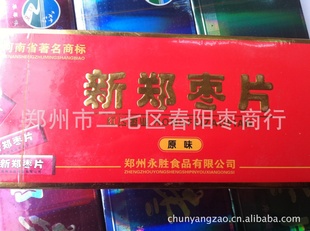 河南省著名商标
新郑枣片
郑州市二七区春阳枣商行
原味
新郑枣片
郑州永胜食品有限公司
chunyangzao.cn.alibaba.com